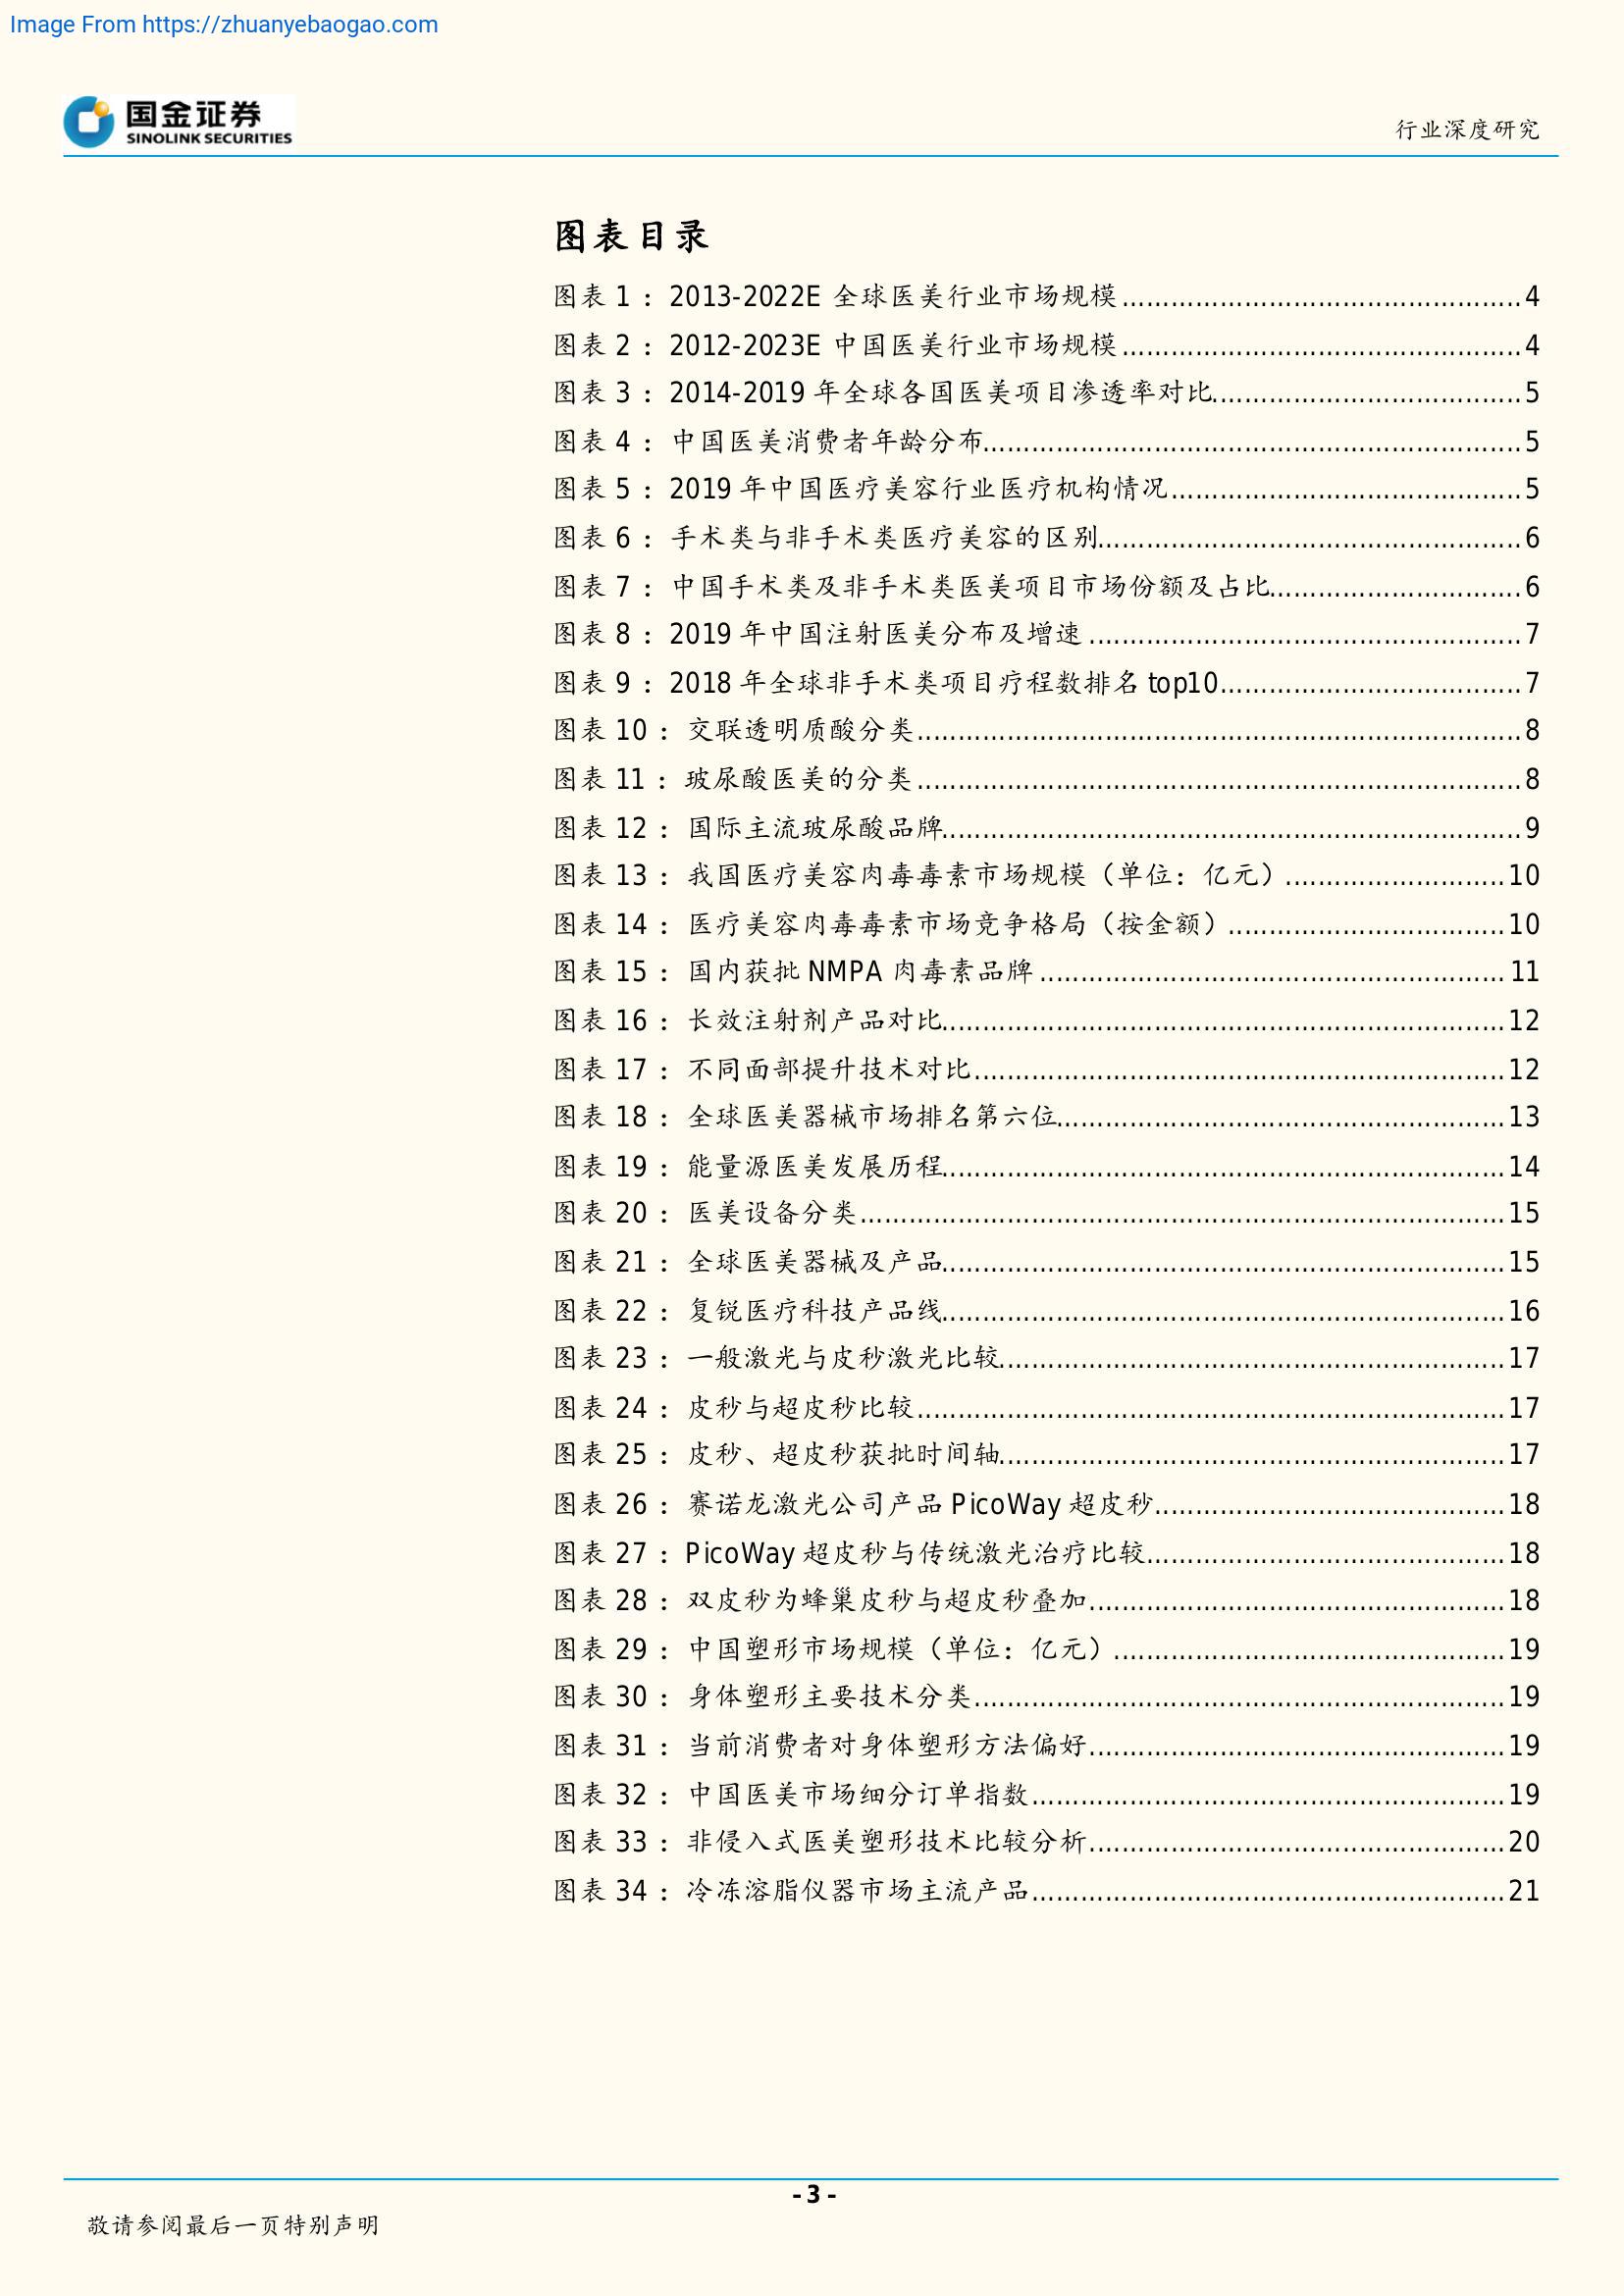 Image From https://zhuanyebaogao.com
国金证券
SINOLINK SECURITIES
行业深度研究
图表目录
图表 1 ：2013-2022E 全球医美行业市场规模........4
图表 2 ：2012-2023E 中国医美行业市场规模........4
图表 3 ：2014-2019 年全球各国医美项目渗透率对比........5
图表 4 ：中国医美消费者年龄分布........5
图表 5 ：2019 年中国医疗美容行业医疗机构情况........5
图表 6 ：手术类与非手术类医疗美容的区别........6
图表 7 ：中国手术类及非手术类医美项目市场份额及占比........6
图表 8 ：2019 年中国注射医美分布及增速........7
图表 9 ：2018 年全球非手术类项目疗程数排名 top10........7
图表 10 ：交联透明质酸分类........8
图表 11 ：玻尿酸医美的分类........8
图表 12 ：国际主流玻尿酸品牌........9
图表 13 ：我国医疗美容肉毒毒素市场规模（单位：亿元）........10
图表 14 ：医疗美容肉毒毒素市场竞争格局（按金额）........10
图表 15 ：国内获批 NMPA 肉毒素品牌........11
图表 16 ：长效注射剂产品对比........12
图表 17 ：不同面部提升技术对比........12
图表 18 ：全球医美器械市场排名第六位........13
图表 19 ：能量源医美发展历程........14
图表 20 ：医美设备分类........15
图表 21 ：全球医美器械及产品........15
图表 22 ：复锐医疗科技产品线........16
图表 23 ：一般激光与皮秒激光比较........17
图表 24 ：皮秒与超皮秒比较........17
图表 25 ：皮秒、超皮秒获批时间轴........17
图表 26 ：赛诺龙激光公司产品 PicoWay 超皮秒........18
图表 27 ：PicoWay 超皮秒与传统激光治疗比较........18
图表 28 ：双皮秒为蜂巢皮秒与超皮秒叠加........18
图表 29 ：中国塑形市场规模（单位：亿元）........19
图表 30 ：身体塑形主要技术分类........19
图表 31 ：当前消费者对身体塑形方法偏好........19
图表 32 ：中国医美市场细分订单指数........19
图表 33 ：非侵入式医美塑形技术比较分析........20
图表 34 ：冷冻溶脂仪器市场主流产品........21
- 3 -
敬请参阅最后一页特别声明